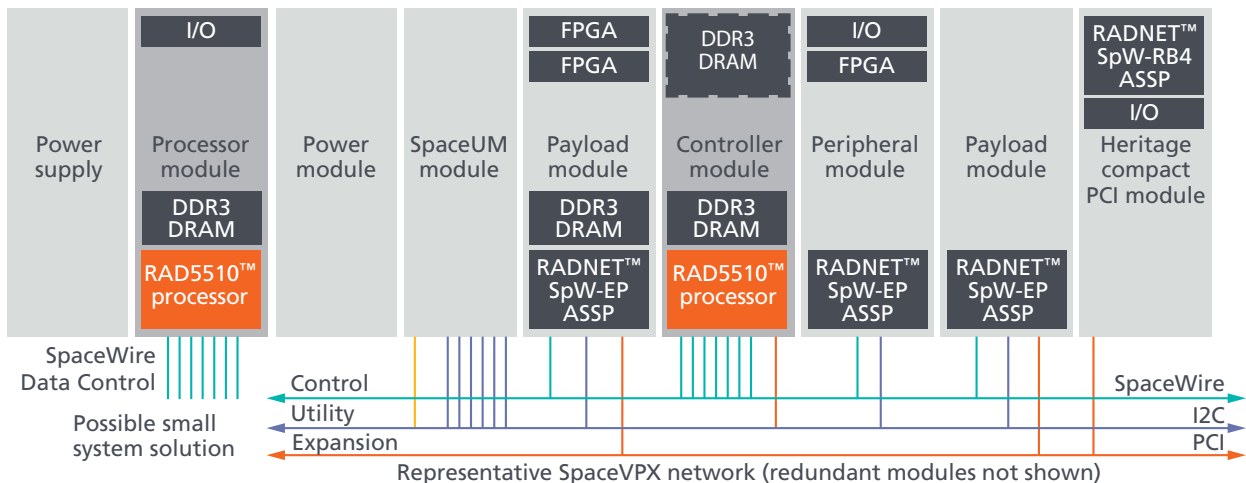 Power
supply
I/O
Processor
module
DDR3
DRAM
RAD5510™
processor
Power
module
SpaceUM
module
FPGA
FPGA
Payload
module
DDR3
DRAM
RADNET™
SpW-EP
ASSP
DDR3
DRAM
Controller
module
DDR3
DRAM
RAD5510™
processor
I/O
FPGA
Peripheral
module
RADNET™
SpW-EP
ASSP
Payload
module
RADNET™
SpW-EP
ASSP
RADNET™
SpW-RB4
ASSP
I/O
Heritage
compact
PCI module
SpaceWire
Data Control
Possible small
system solution
Control
SpaceWire
Utility
I2C
Expansion
PCI
Representative SpaceVPX network (redundant modules not shown)